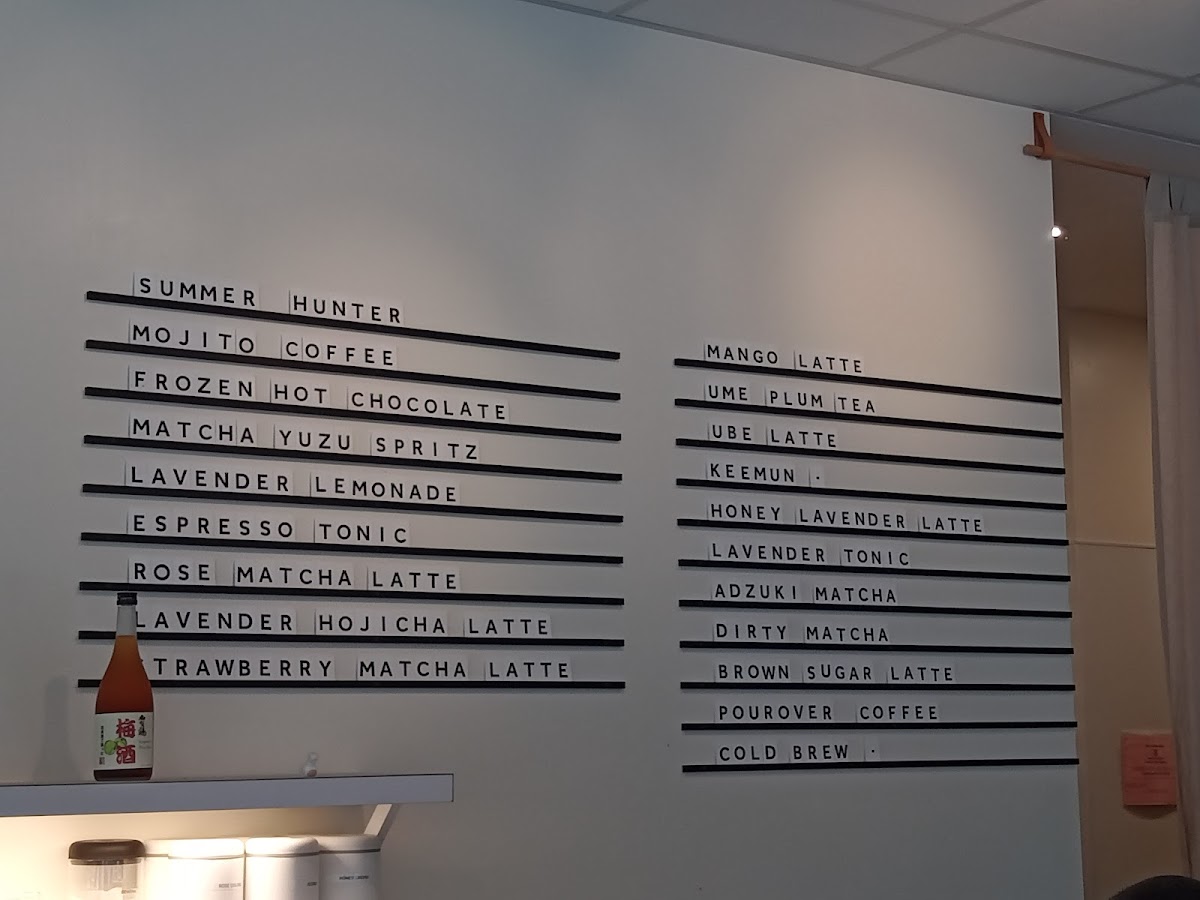 SUMMER HUNTER
MOJITO COFFEE
FROZEN HOT CHOCOLATE
MATCHA YUZU SPRITZ
LAVENDER LEMONADE
ESPRESSO TONIC
ROSE MATCHA LATTE
LAVENDER HOJICHA LATTE
STRAWBERRY MATCHA LATTE
MANGO LATTE
UME PLUM TEA
UBE LATTE
KEEMUN ·
HONEY LAVENDER LATTE
LAVENDER TONIC
ADZUKI MATCHA
DIRTY MATCHA
BROWN SUGAR LATTE
POUROVER COFFEE
COLD BREW ·
梅酒